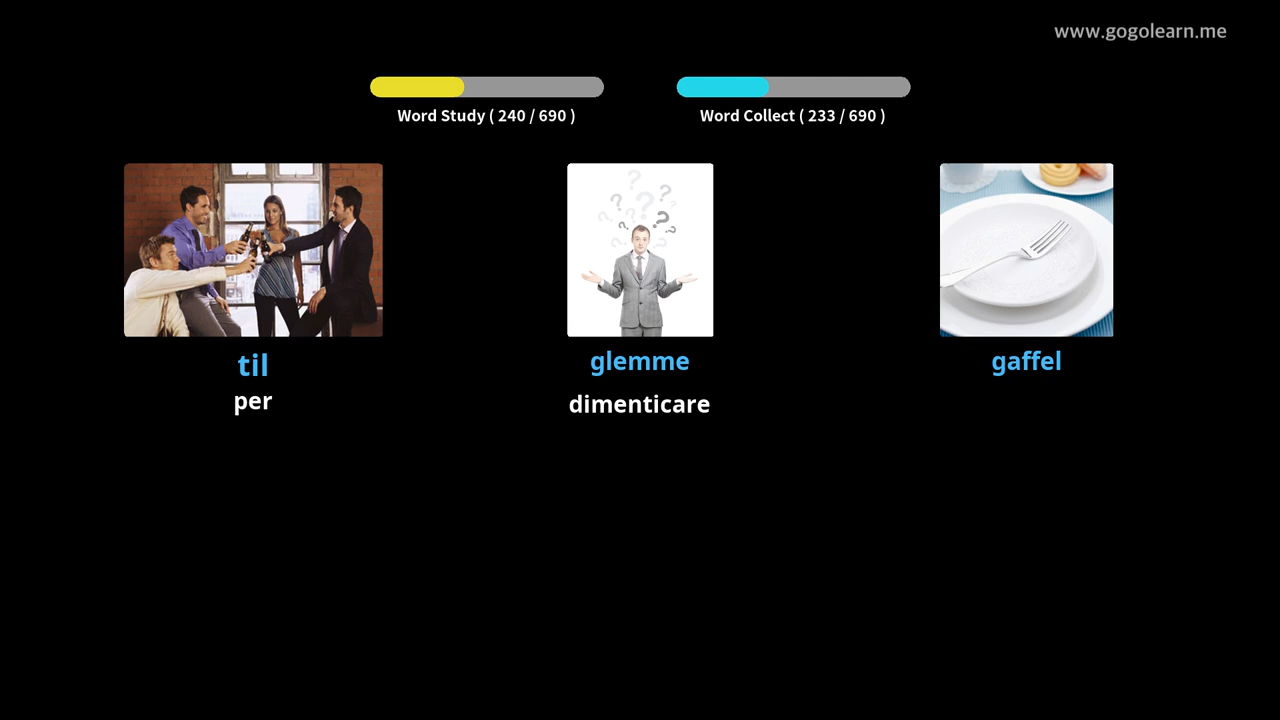 www.gogolearn.me
Word Study ( 240 / 690 )
Word Collect ( 233 / 690 )
til
per
glemme
dimenticare
gaffel